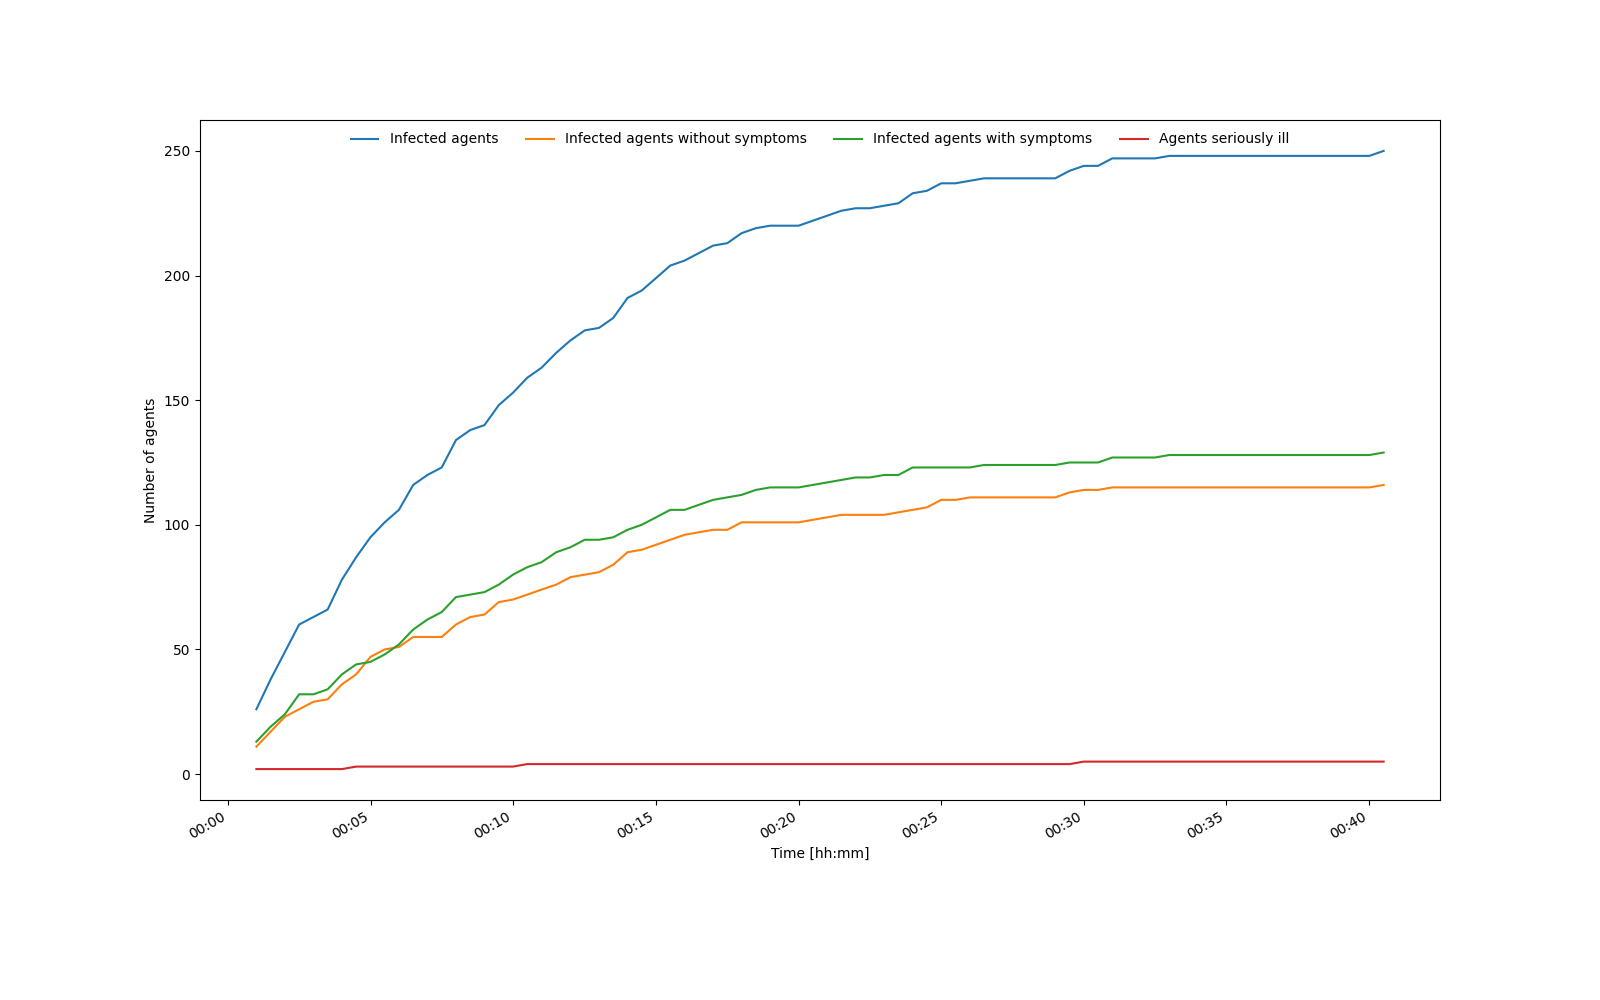 Infected agents Infected agents without symptoms Infected agents with symptoms Agents seriously ill
250
200
150
100
50
0
Number of agents
00:00 00:05 00:10 00:15 00:20 00:25 00:30 00:35 00:40
Time [hh:mm]